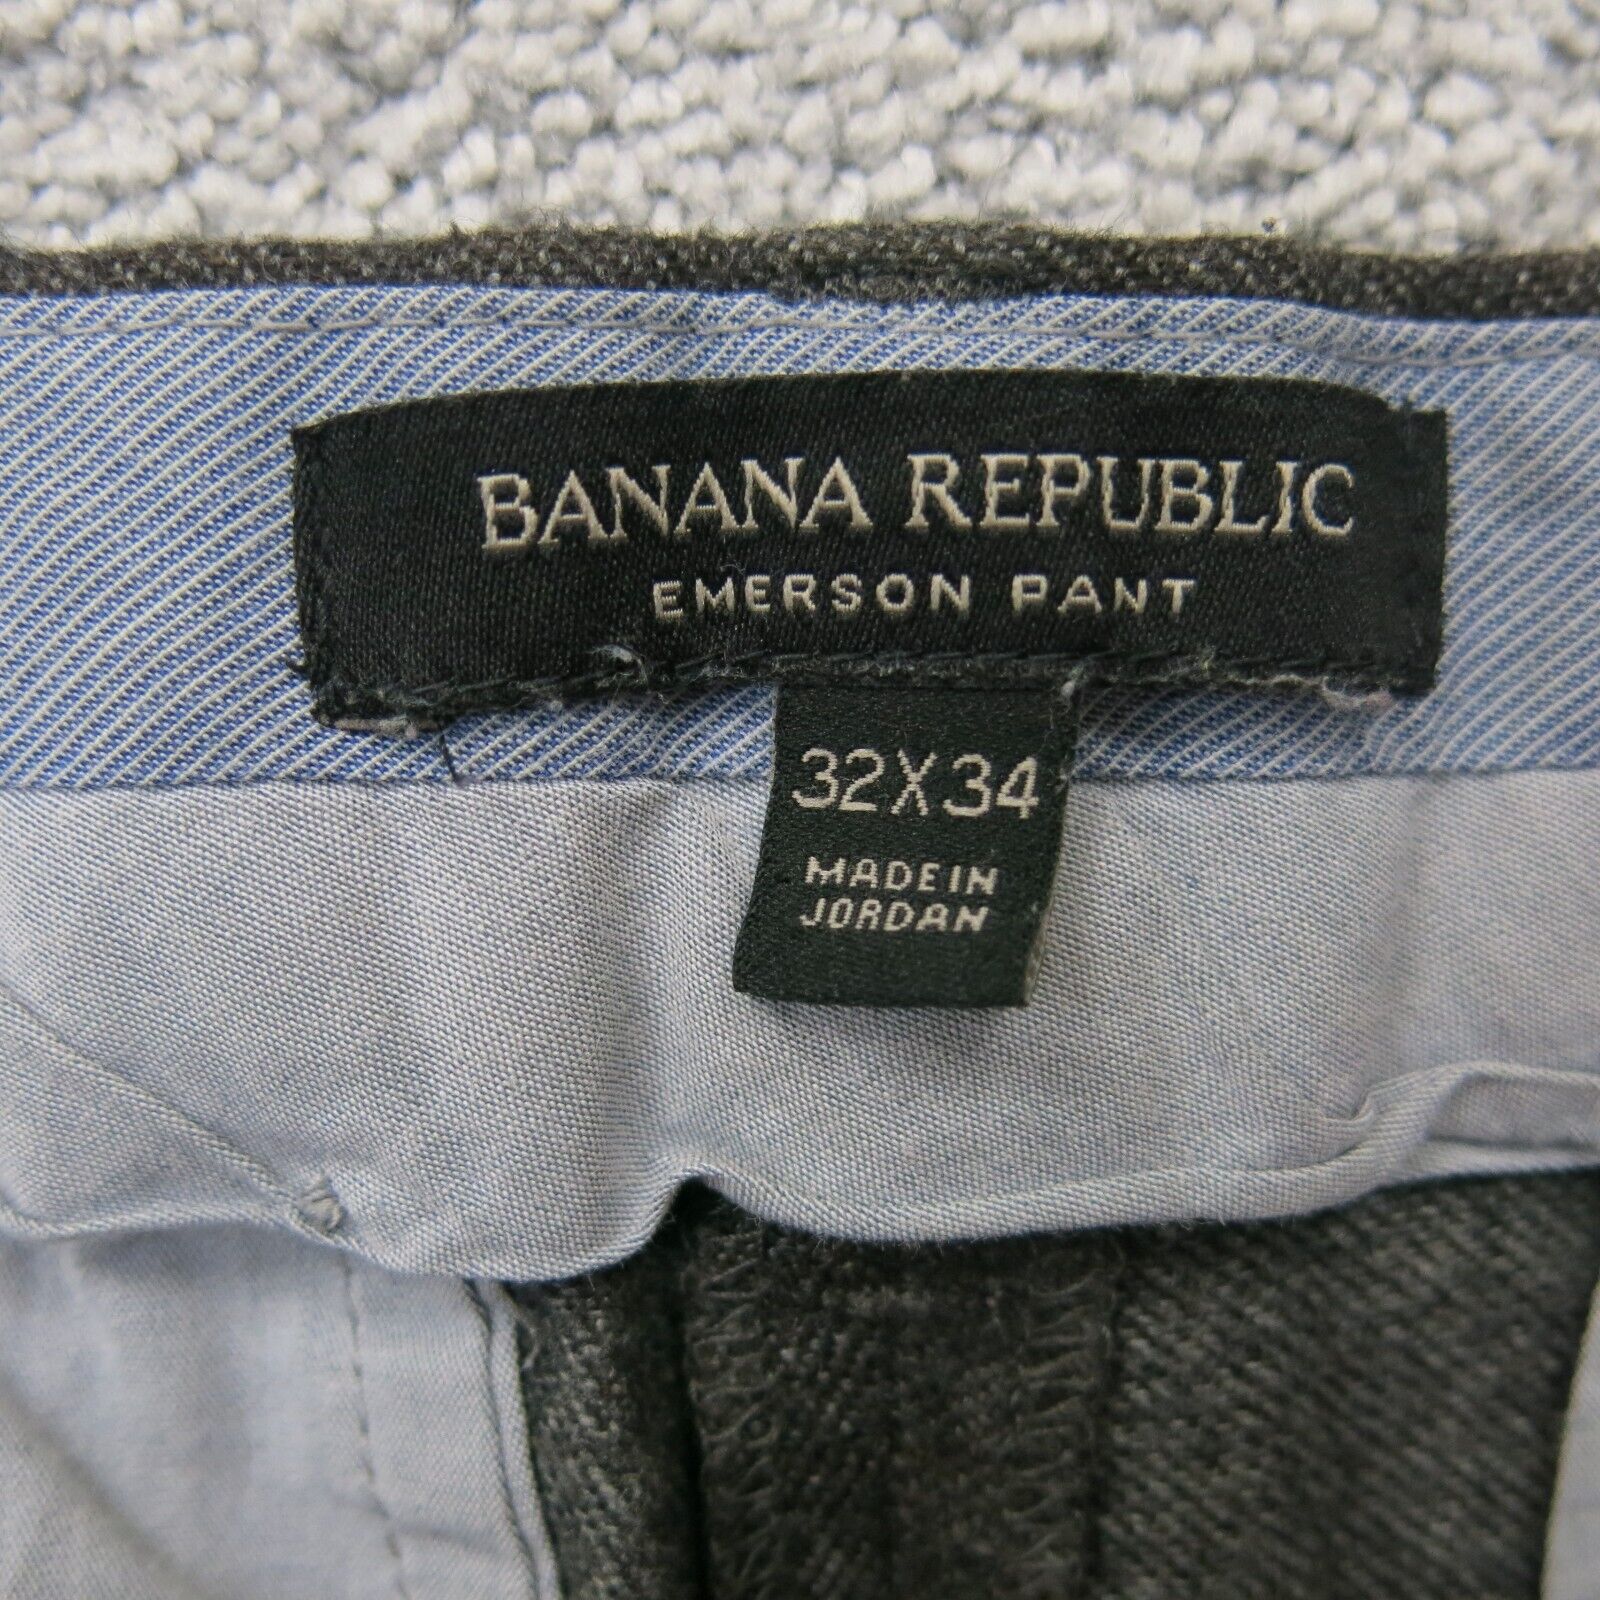 BANANA REPUBLIC
EMERSON PANT
32X34
MADE IN
JORDAN